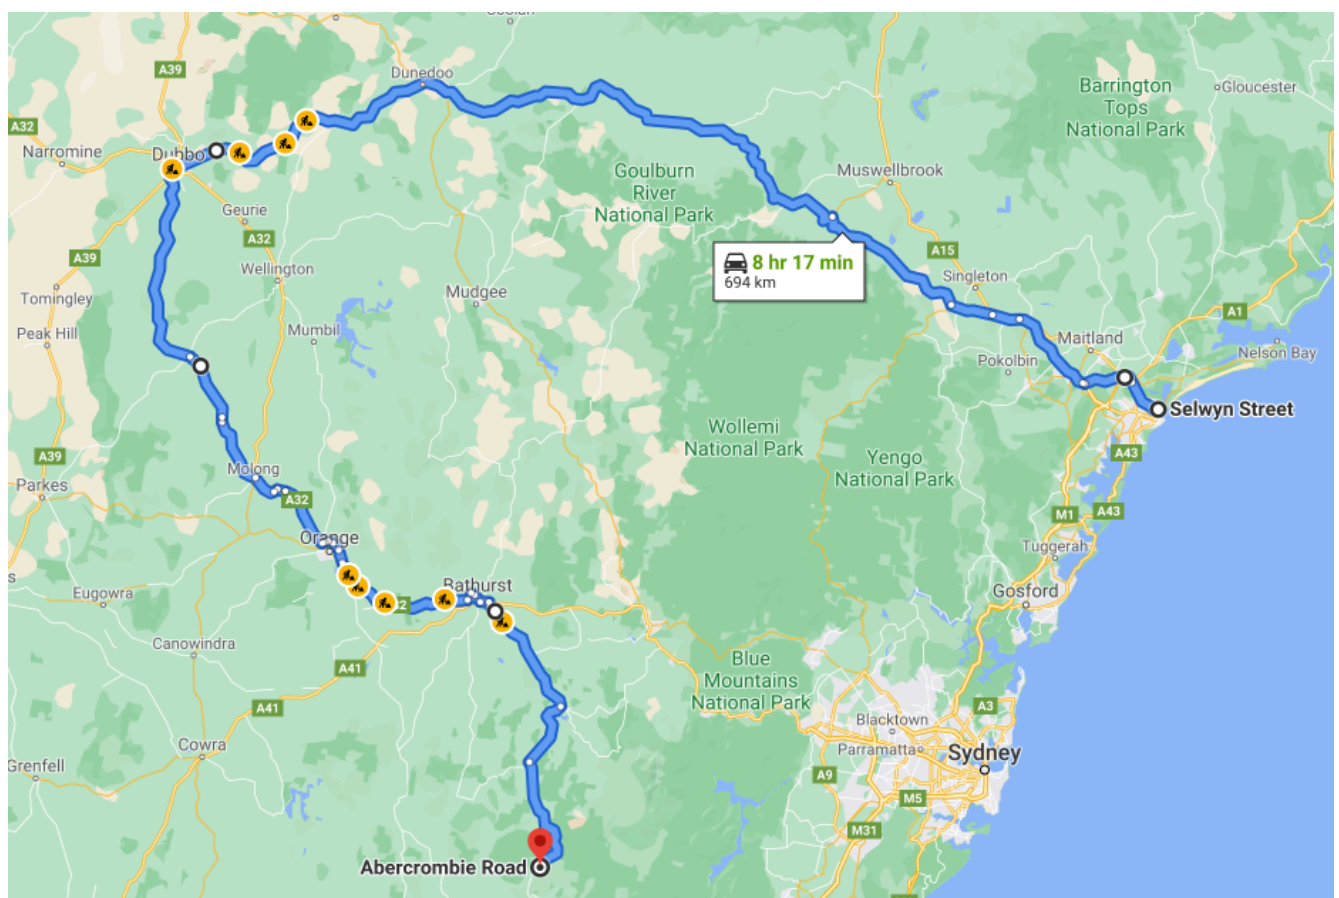 A39
Dunedoo
Barrington
Tops
National Park
Gloucester
A32
Narromine
Dubbo
Goulburn
River
National Park
Muswellbrook
Geurie
A32
A39
A15
8 hr 17 min
694 km
Wellington
Singleton
Tomingley
Mudgee
A1
Peak Hill
Mumbil
Maitland
Pokolbin
Nelson Bay
Selwyn Street
Wollemi
National Park
A43
A39
Molong
Yengo
National Park
Parkes
A32
M1
A43
Orange
Tuggerah
s
Bathurst
Gosford
Eugowra
2
Canowindra
A41
Blue
Mountains
National Park
A41
A3
Blacktown
Cowra
Parramatta
Sydney
Grenfell
A9
M5
M31
Abercrombie Road